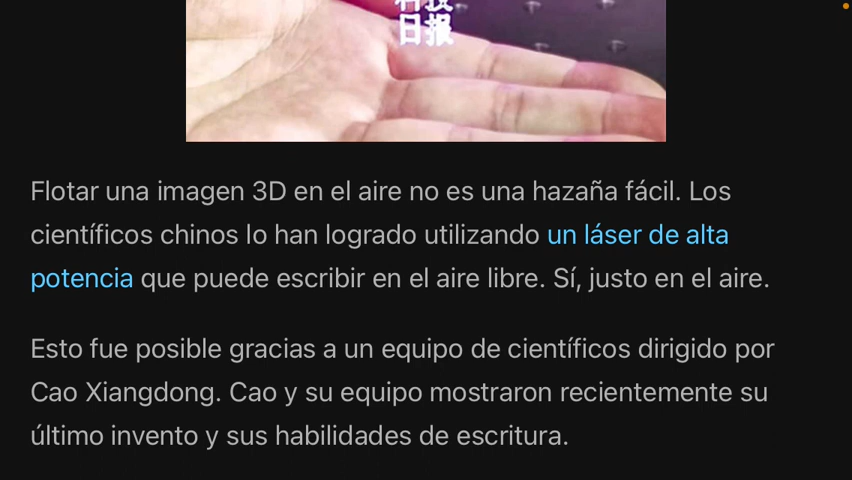 科技
日报
Flotar una imagen 3D en el aire no es una hazaña fácil. Los
científicos chinos lo han logrado utilizando un láser de alta
potencia que puede escribir en el aire libre. Sí, justo en el aire.
Esto fue posible gracias a un equipo de científicos dirigido por
Cao Xiangdong. Cao y su equipo mostraron recientemente su
último invento y sus habilidades de escritura.